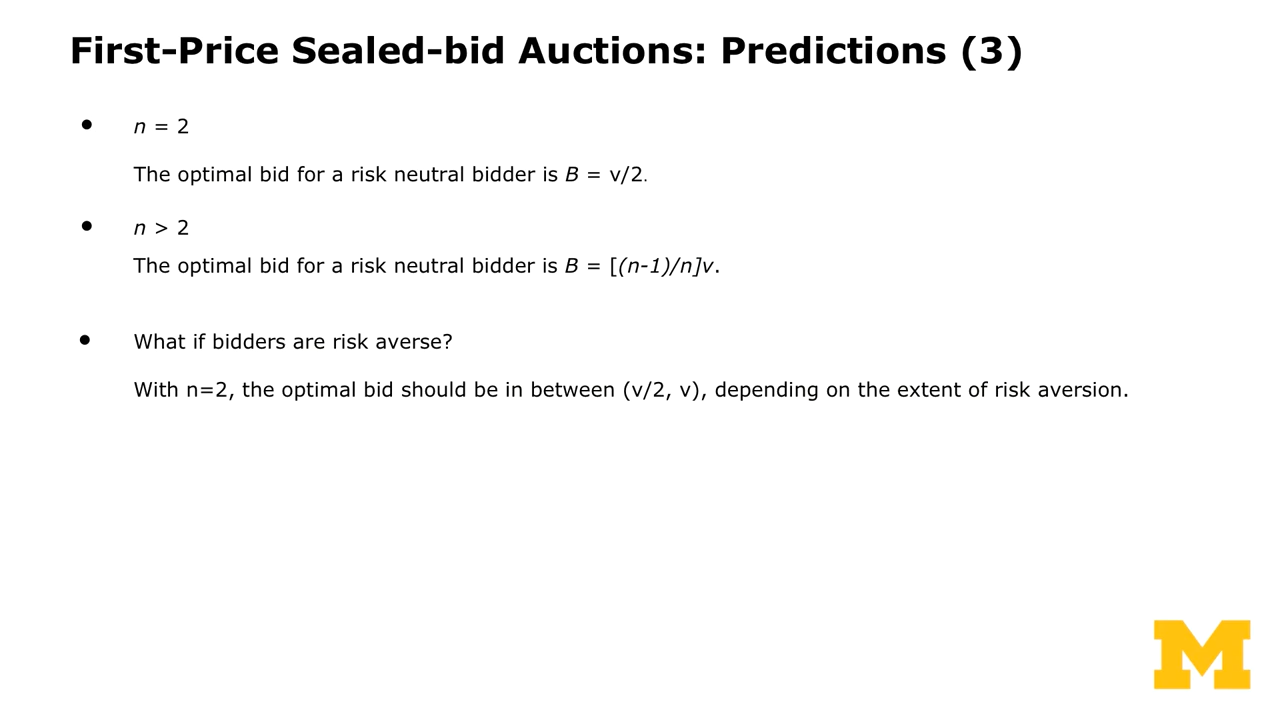 First-Price Sealed-bid Auctions: Predictions (3)
● n = 2
The optimal bid for a risk neutral bidder is B = v/2.
● n > 2
The optimal bid for a risk neutral bidder is B = [(n-1)/n]v.
● What if bidders are risk averse?
With n=2, the optimal bid should be in between (v/2, v), depending on the extent of risk aversion.
M